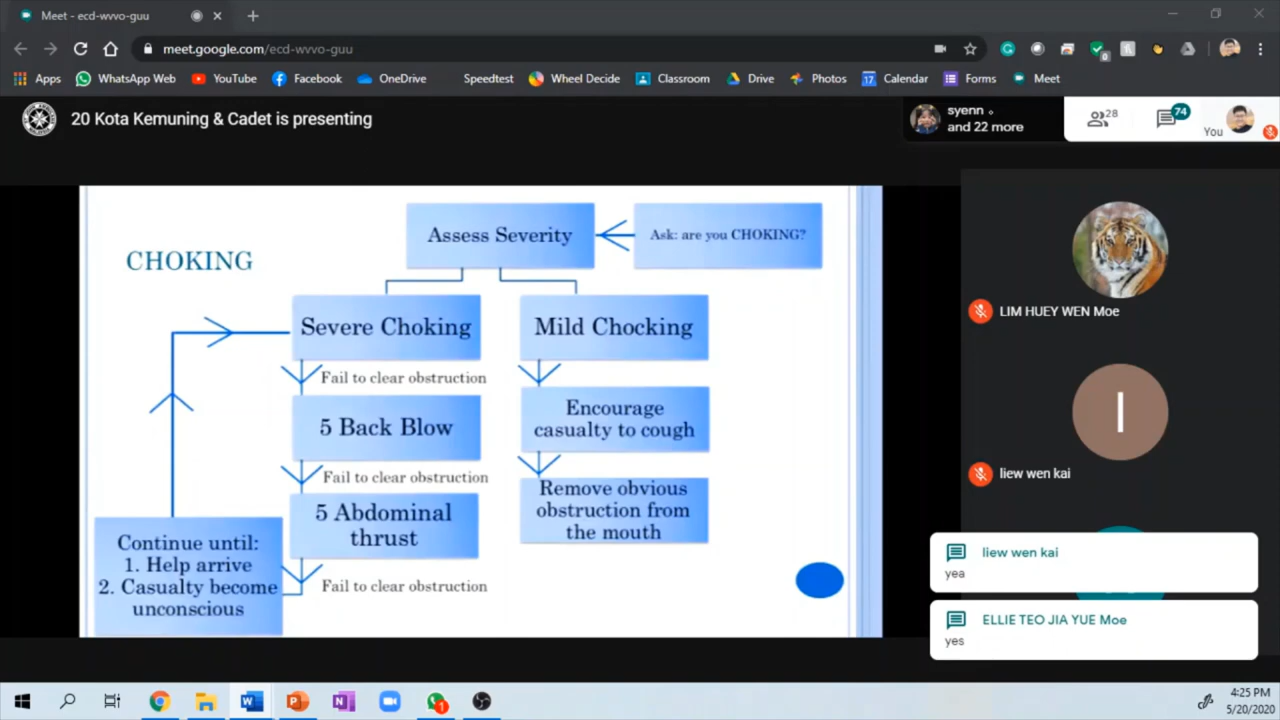 Meet - ecd-wvvo-guu
meet.google.com/ecd-wvvo-guu
Apps WhatsApp Web YouTube Facebook OneDrive Speedtest Wheel Decide Classroom Drive Photos Calendar Forms Meet
20 Kota Kemuning & Cadet is presenting
syenn
and 22 more
28
74
You
CHOKING
Assess Severity
Ask: are you CHOKING?
Severe Choking
Mild Chocking
Fail to clear obstruction
5 Back Blow
Encourage
casualty to cough
Fail to clear obstruction
5 Abdominal
thrust
Remove obvious
obstruction from
the mouth
Continue until:
1. Help arrive
2. Casualty become
unconscious
Fail to clear obstruction
LIM HUEY WEN Moe
I
liew wen kai
liew wen kai
yea
ELLIE TEO JIA YUE Moe
yes
4:25 PM
5/20/2020